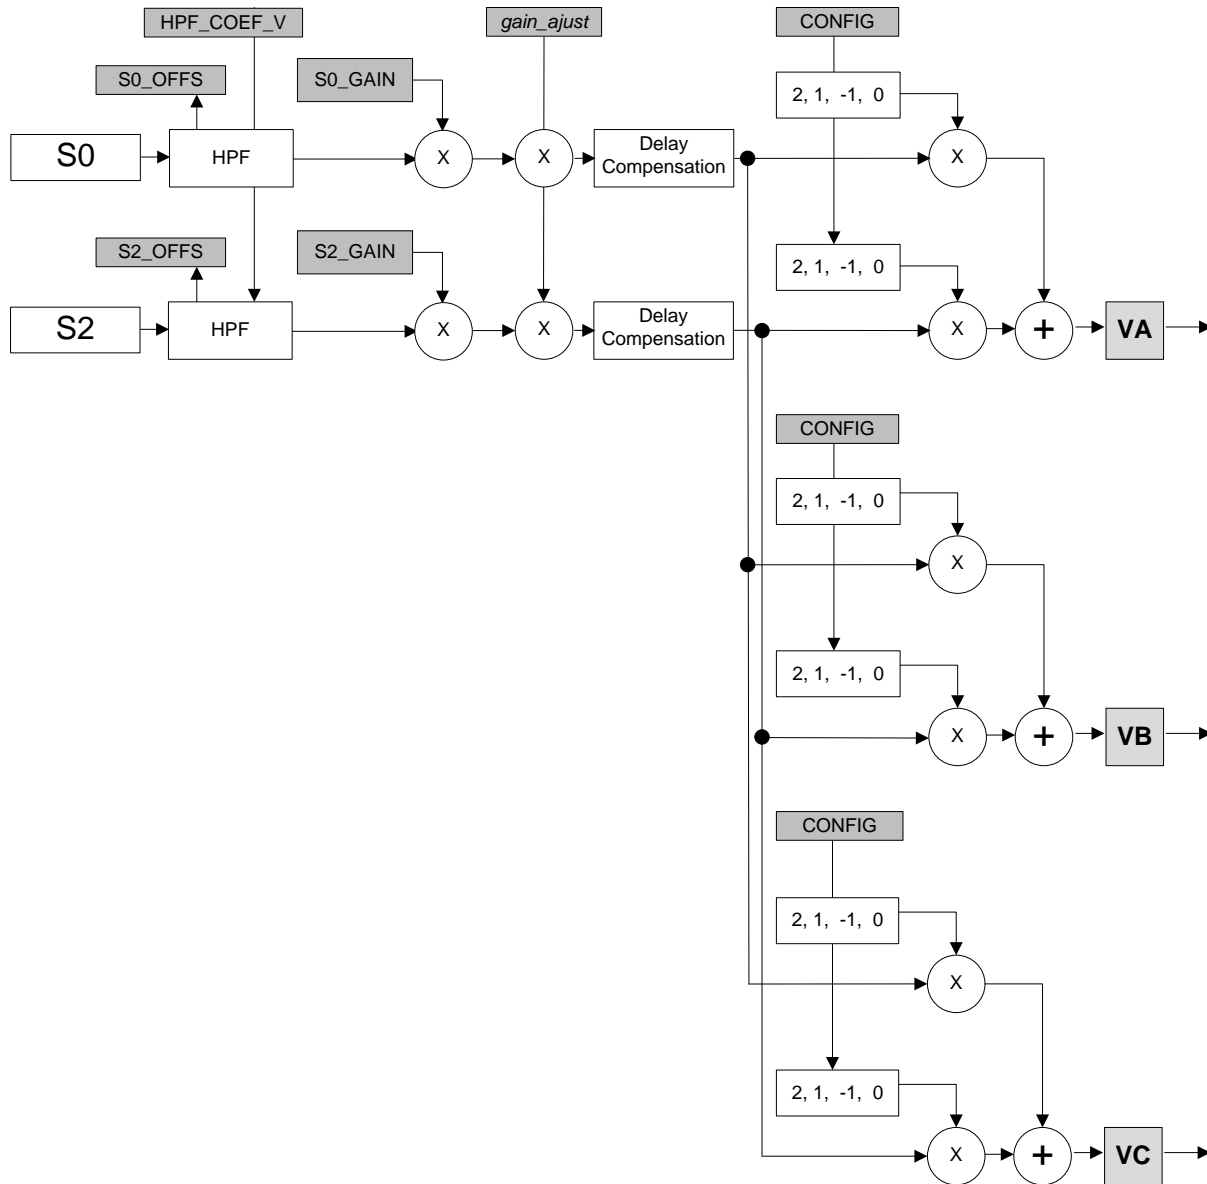 HPF_COEF_V
gain_ajust
CONFIG
S0_OFFS
S0_GAIN
2, 1, -1, 0
S0
HPF
X
X
Delay
Compensation
X
S2_OFFS
S2_GAIN
2, 1, -1, 0
S2
HPF
X
X
Delay
Compensation
X
+
VA
CONFIG
2, 1, -1, 0
X
2, 1, -1, 0
X
+
VB
CONFIG
2, 1, -1, 0
X
2, 1, -1, 0
X
+
VC